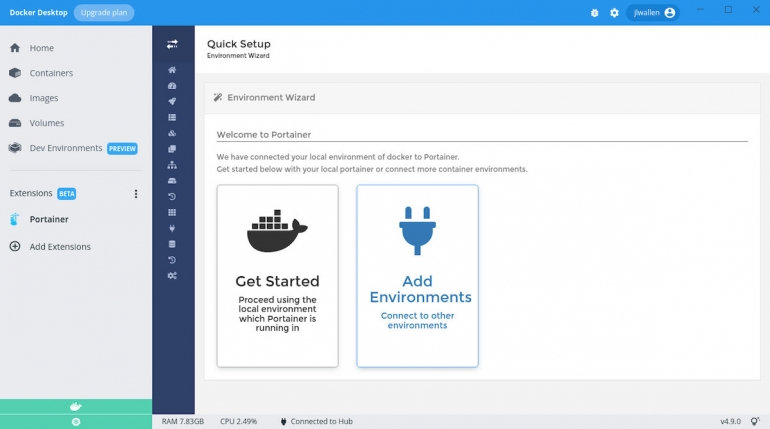 Docker Desktop
Upgrade plan
jlwallen
Home
Containers
Images
Volumes
Dev Environments PREVIEW
Extensions BETA
Portainer
Add Extensions
Quick Setup
Environment Wizard
Environment Wizard
Welcome to Portainer
We have connected your local environment of docker to Portainer.
Get started below with your local portainer or connect more container environments.
Get Started
Proceed using the
local environment
which Portainer is
running in
Add
Environments
Connect to other
environments
RAM 7.83GB CPU 2.49% Connected to Hub
v4.9.0